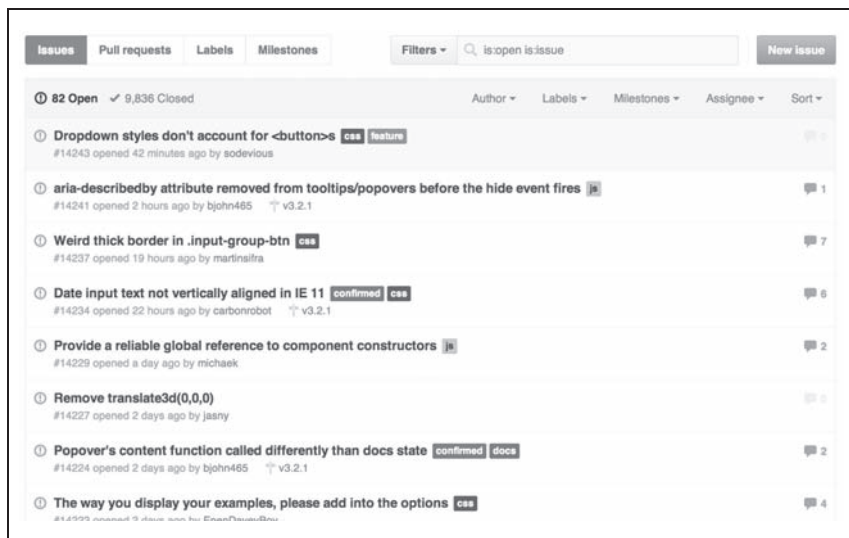 Issues Pull requests Labels Milestones Filters is:open is:issue New issue
82 Open 9,836 Closed Author Labels Milestones Assignee Sort
Dropdown styles don't account for <button>s css feature
#14243 opened 42 minutes ago by sodevious 0
aria-describedby attribute removed from tooltips/popovers before the hide event fires js 1
#14241 opened 2 hours ago by bjohn465 v3.2.1
Weird thick border in .input-group-btn css 7
#14237 opened 19 hours ago by martinsifra
Date input text not vertically aligned in IE 11 confirmed css 6
#14234 opened 22 hours ago by carbonrobot v3.2.1
Provide a reliable global reference to component constructors js 2
#14229 opened a day ago by michaek
Remove translate3d(0,0,0) 0
#14227 opened 2 days ago by jasny
Popover's content function called differently than docs state confirmed docs 2
#14224 opened 2 days ago by bjohn465 v3.2.1
The way you display your examples, please add into the options css 4
opened 2 days ago by